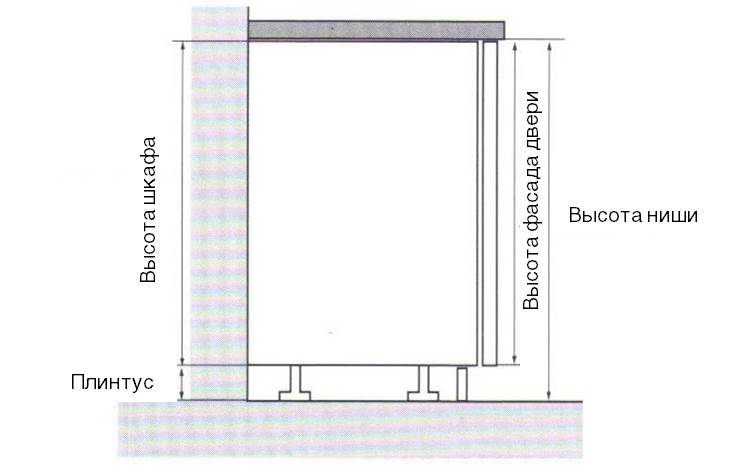 Высота шкафа
Высота фасада двери
Высота ниши
Плинтус